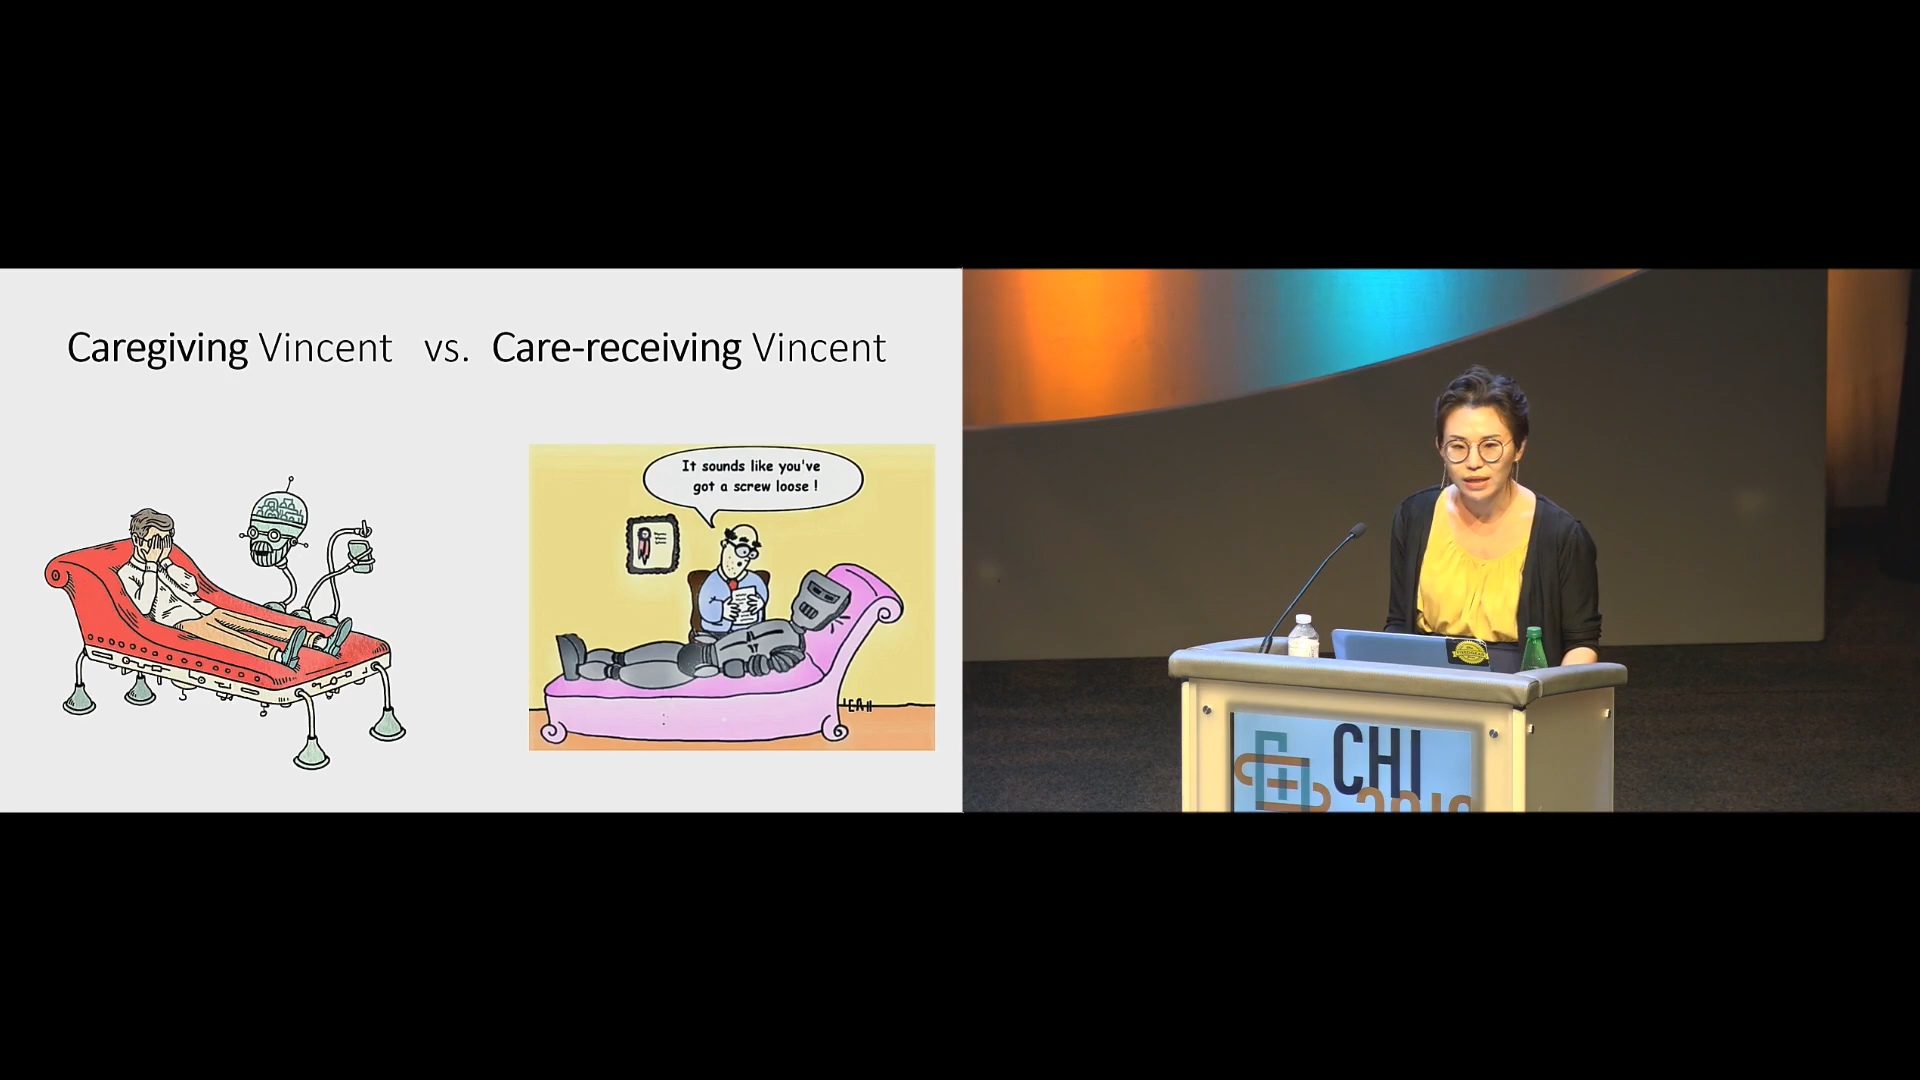 Caregiving Vincent vs. Care-receiving Vincent
It sounds like you've
got a screw loose !
CHI